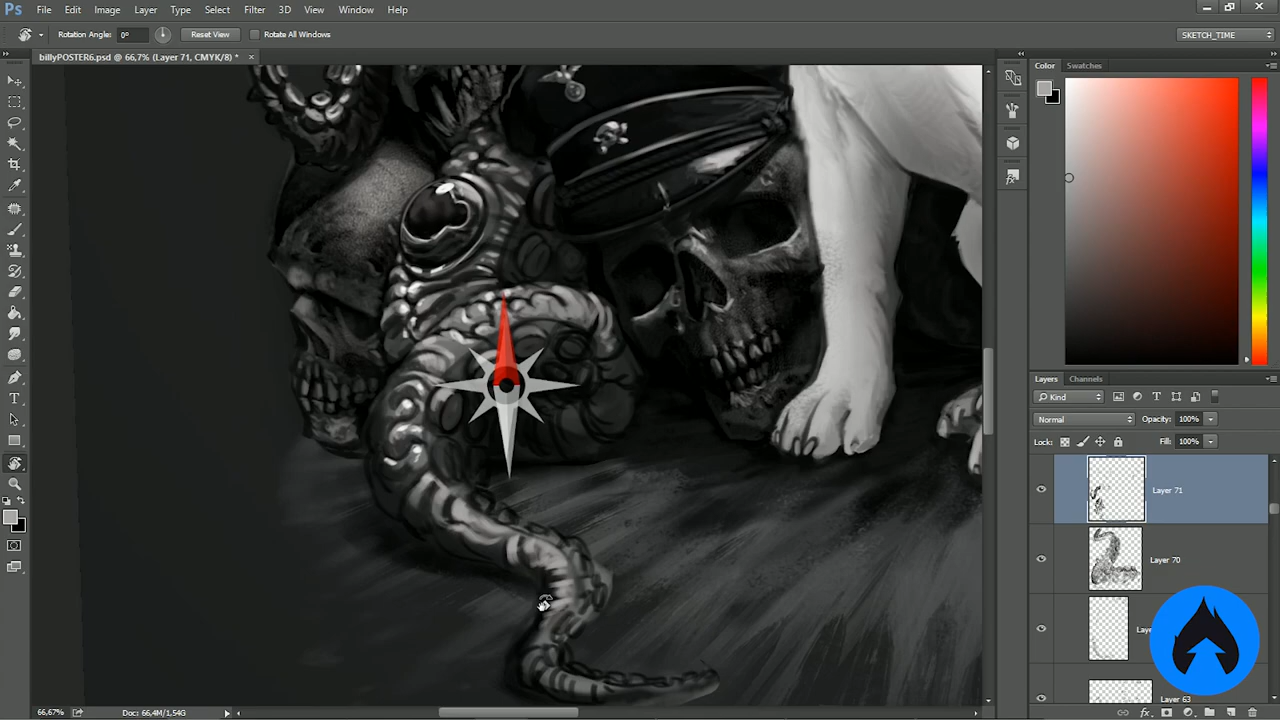 Ps File Edit Image Layer Type Select Filter 3D View Window Help
Rotation Angle: 0° Reset View Rotate All Windows SKETCH_TIME
billyPOSTER6.psd @ 66,7% (Layer 71, CMYK/8) * ×
Color Swatches
Layers Channels
Kind
Normal Opacity: 100%
Lock: Fill: 100%
Layer 71
Layer 70
Layer 63
66,67% Doc: 66,4M/1,54G